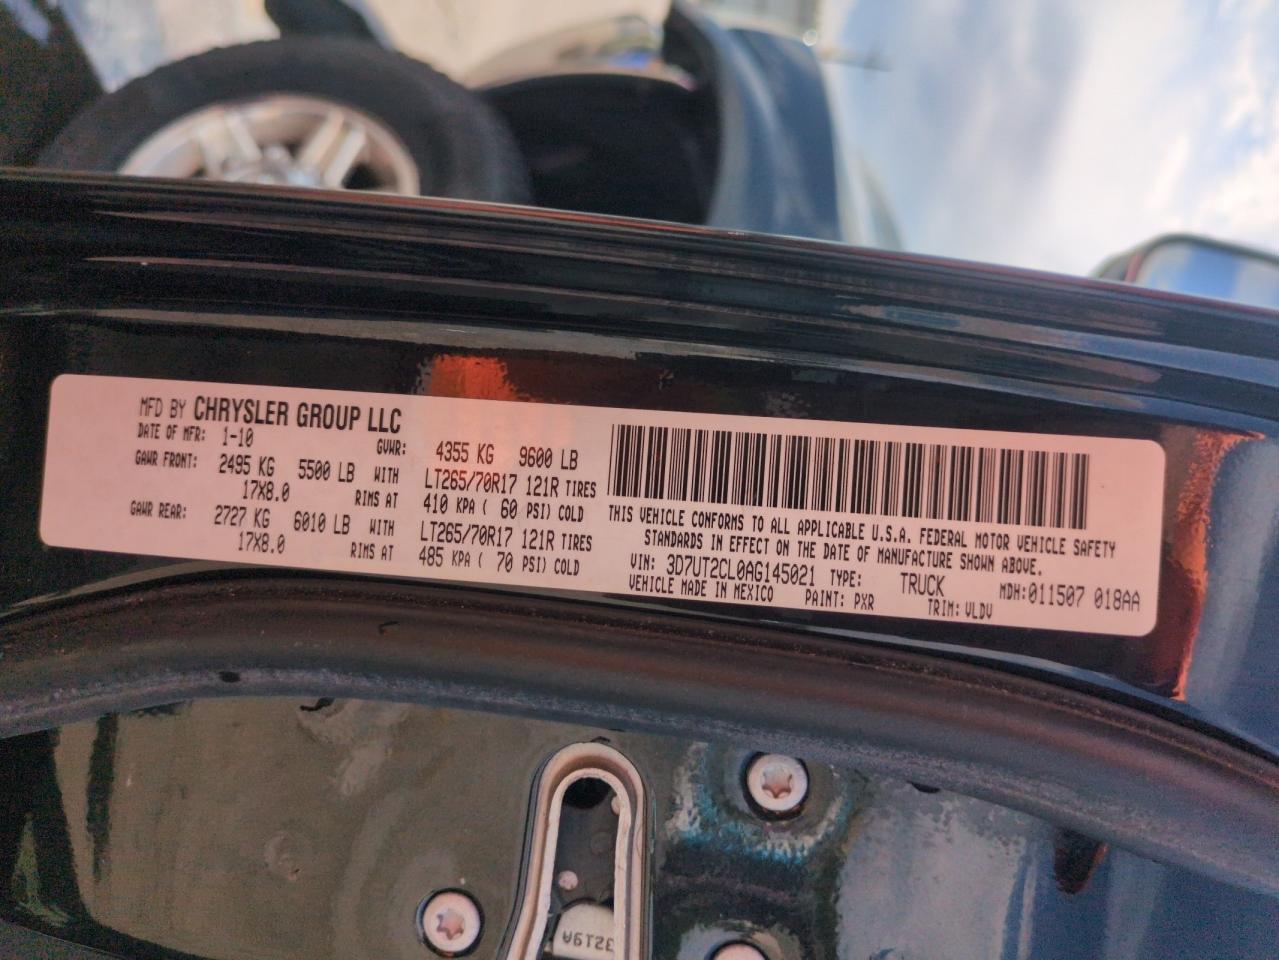 MFD BY CHRYSLER GROUP LLC
DATE OF MFR: 1-10 GVWR: 4355 KG 9600 LB
GAWR FRONT: 2495 KG 5500 LB WITH LT265/70R17 121R TIRES
17X8.0 RIMS AT 410 KPA ( 60 PSI) COLD
GAWR REAR: 2727 KG 6010 LB WITH LT265/70R17 121R TIRES
17X8.0 RIMS AT 485 KPA ( 70 PSI) COLD
THIS VEHICLE CONFORMS TO ALL APPLICABLE U.S.A. FEDERAL MOTOR VEHICLE SAFETY
STANDARDS IN EFFECT ON THE DATE OF MANUFACTURE SHOWN ABOVE.
VIN: 3D7UT2CL0AG145021 TYPE: TRUCK MDH:011507 018AA
VEHICLE MADE IN MEXICO PAINT: PXR TRIM: VLDV
3219A